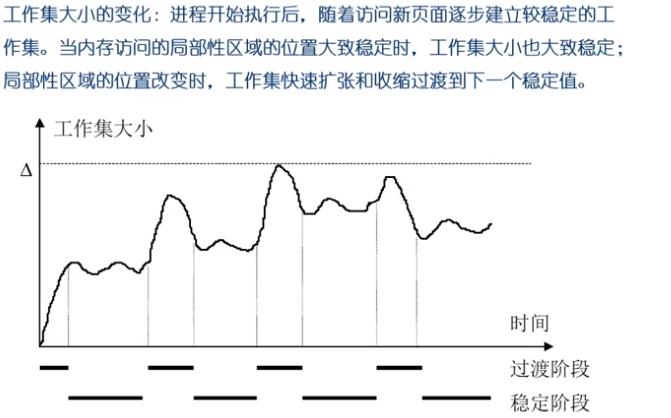 工作集大小的变化：进程开始执行后，随着访问新页面逐步建立较稳定的工
作集。当内存访问的局部性区域的位置大致稳定时，工作集大小也大致稳定；
局部性区域的位置改变时，工作集快速扩张和收缩过渡到下一个稳定值。
工作集大小
Δ
时间
过渡阶段
稳定阶段